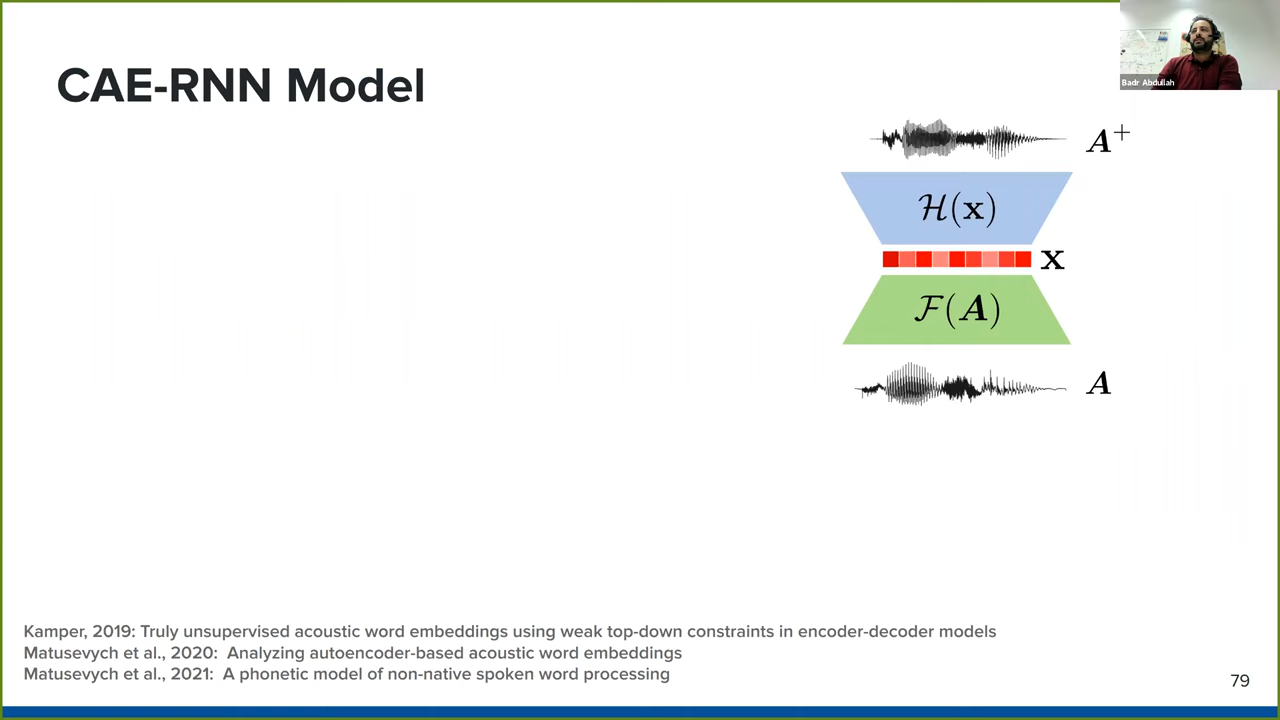 CAE-RNN Model
Badr Abdullah
A⁺
H(x)
x
F(A)
A
Kamper, 2019: Truly unsupervised acoustic word embeddings using weak top-down constraints in encoder-decoder models
Matusevych et al., 2020: Analyzing autoencoder-based acoustic word embeddings
Matusevych et al., 2021: A phonetic model of non-native spoken word processing
79